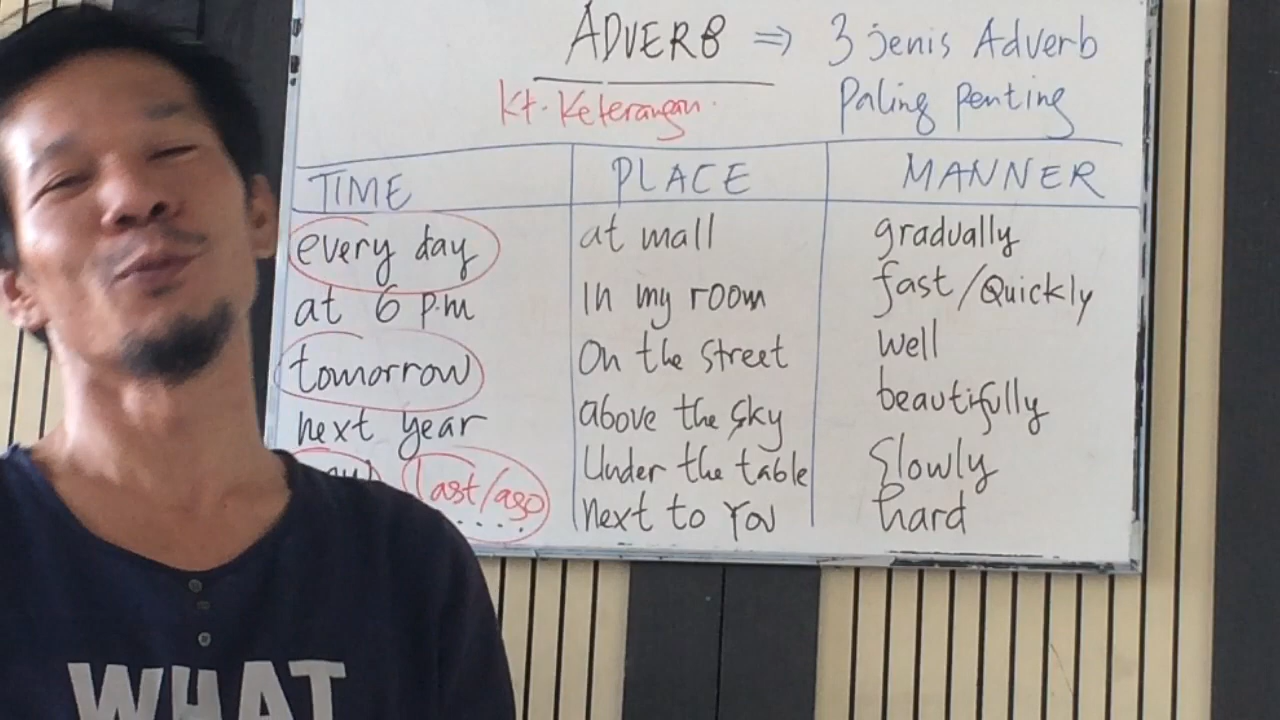 ADVERB => 3 jenis Adverb
Kt. Keterangan. Paling Penting
TIME PLACE MANNER
every day at mall gradually
at 6 p.m In my room fast/Quickly
tomorrow On the street well
next year above the sky beautifully
last/ago Under the table Slowly
.... next to You hard
WHAT